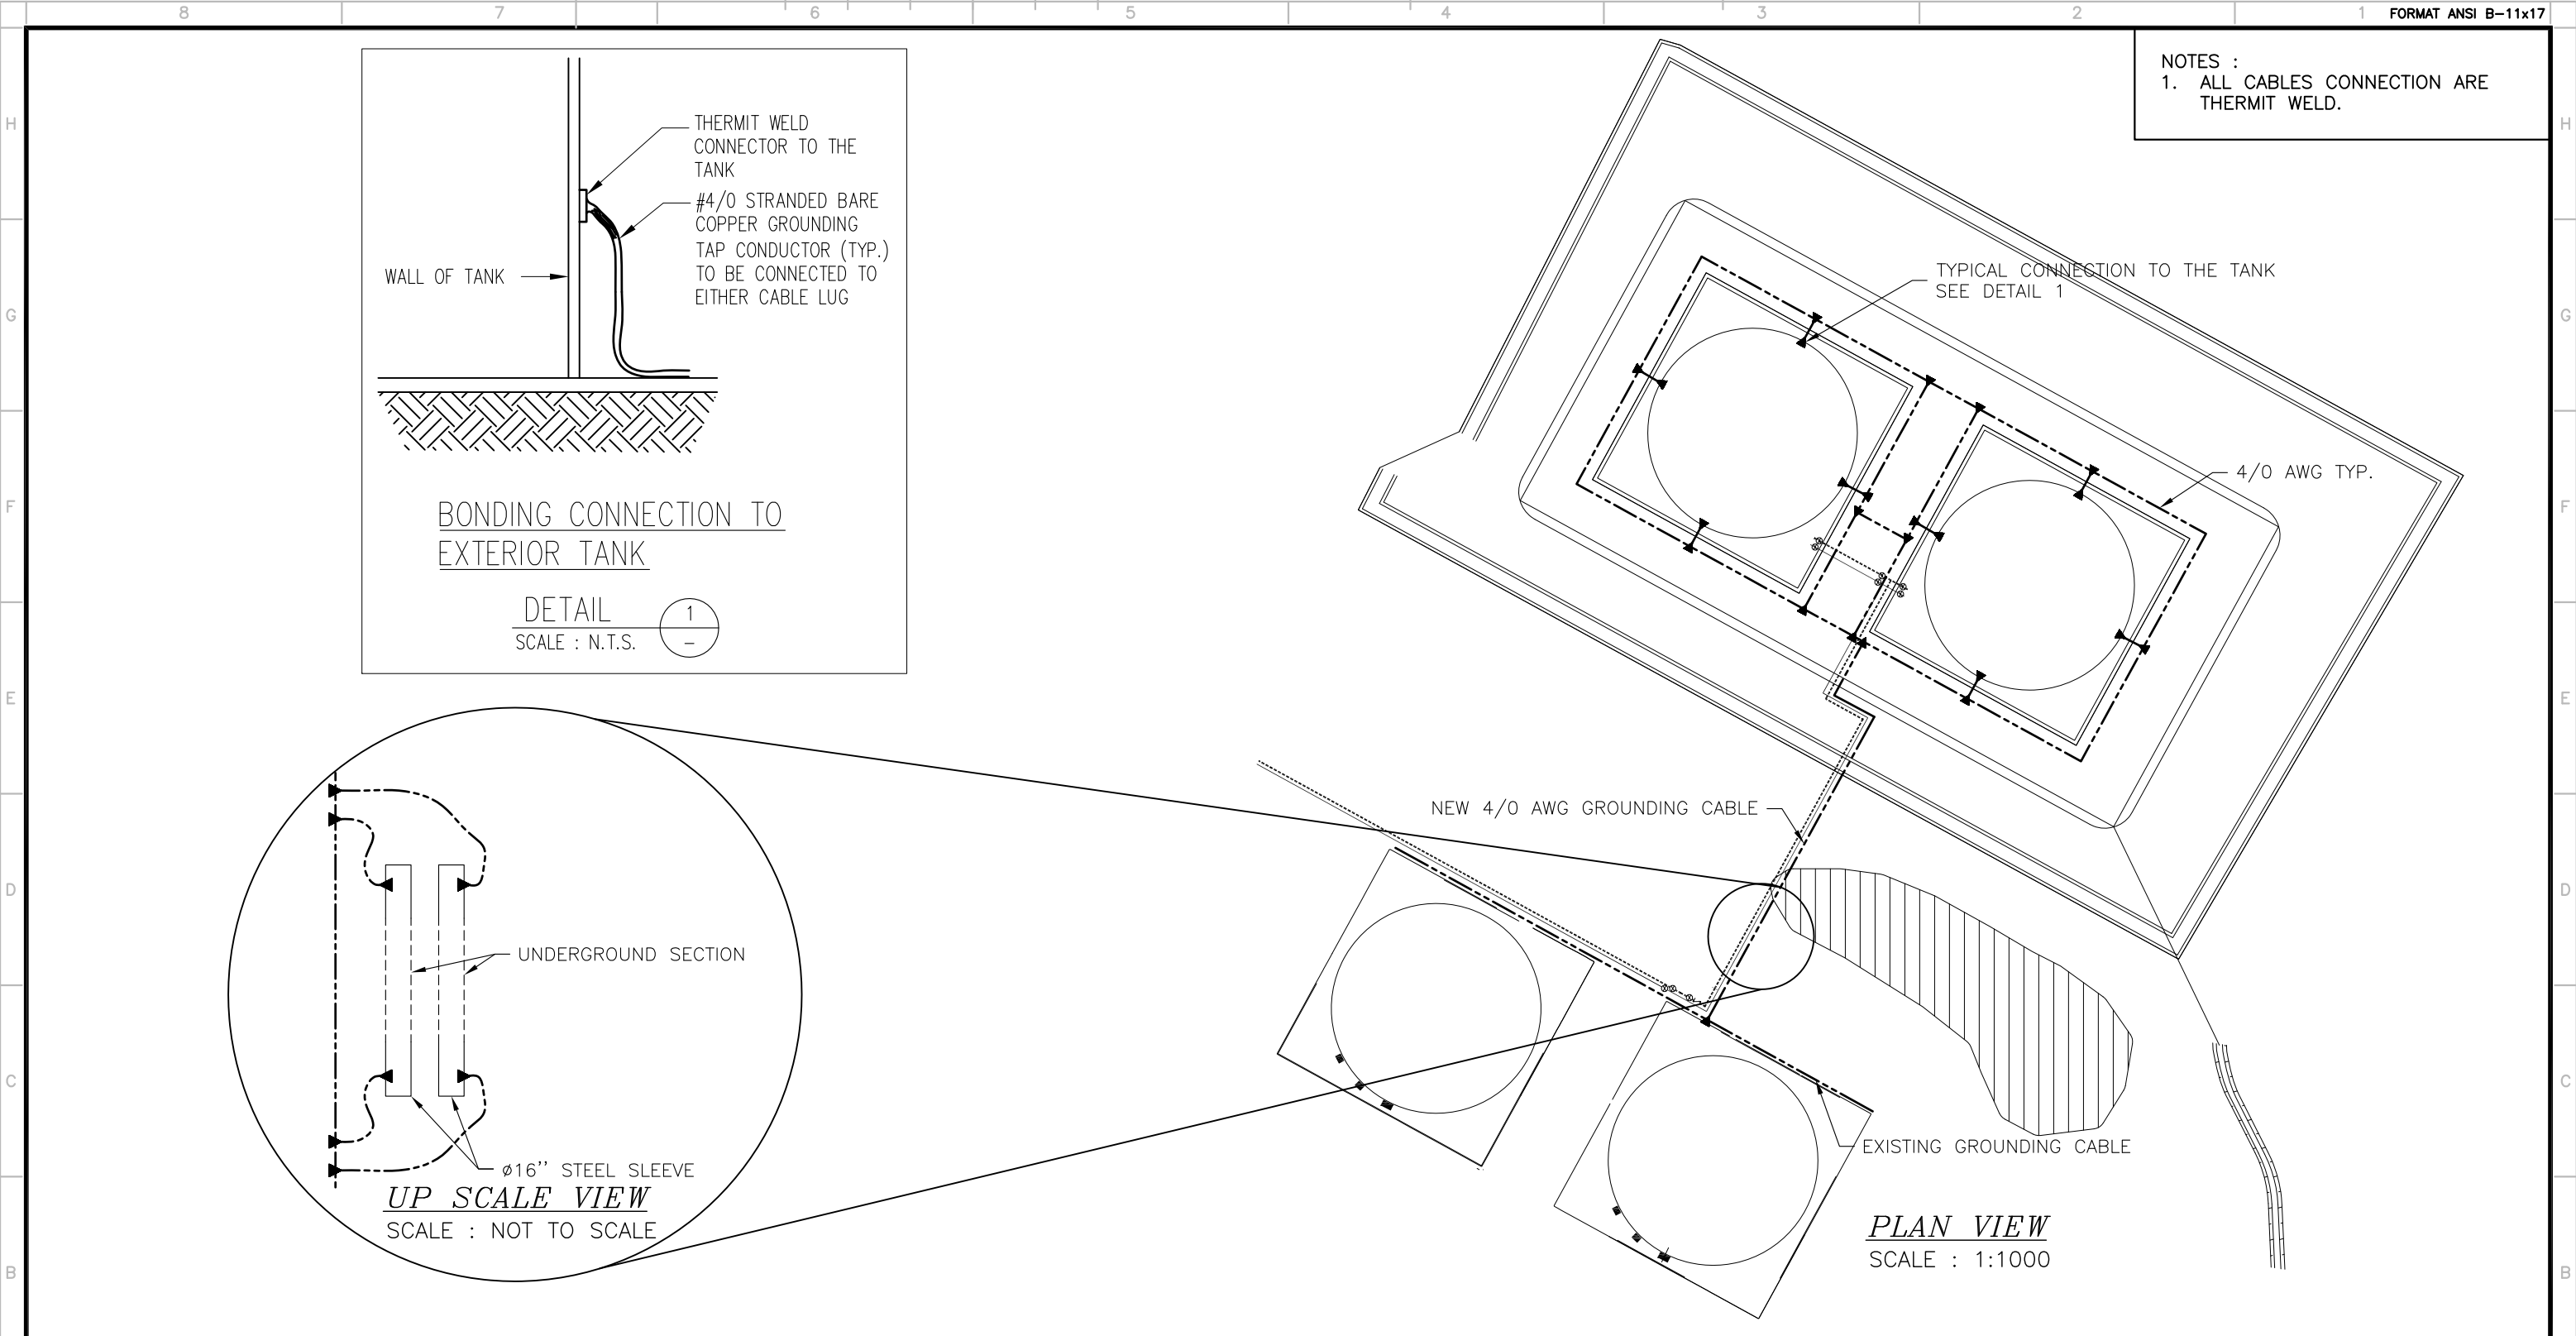 8 7 6 5 4 3 2 1 FORMAT ANSI B-11x17
H H
G G
F F
E E
D D
C C
B B
NOTES :
1. ALL CABLES CONNECTION ARE
THERMIT WELD.
THERMIT WELD
CONNECTOR TO THE
TANK
#4/0 STRANDED BARE
COPPER GROUNDING
TAP CONDUCTOR (TYP.)
TO BE CONNECTED TO
EITHER CABLE LUG
WALL OF TANK
BONDING CONNECTION TO
EXTERIOR TANK
DETAIL 1
SCALE : N.T.S. –
TYPICAL CONNECTION TO THE TANK
SEE DETAIL 1
4/0 AWG TYP.
NEW 4/0 AWG GROUNDING CABLE
UNDERGROUND SECTION
ø16'' STEEL SLEEVE
UP SCALE VIEW
SCALE : NOT TO SCALE
EXISTING GROUNDING CABLE
PLAN VIEW
SCALE : 1:1000